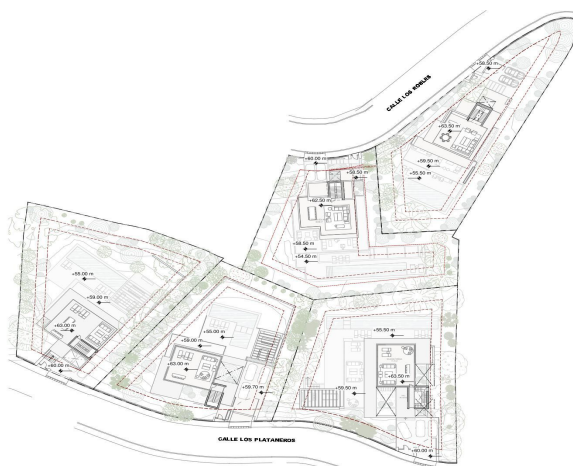 +58.50 m
CALLE LOS ROBLES
+63.50 m
+60.00 m
+59.50 m
+58.50 m
+55.50 m
+62.50 m
+58.50 m
+54.50 m
+55.00 m
+59.00 m
+63.00 m
+55.00 m
+59.00 m
+55.50 m
+60.00 m
+63.00 m
+63.50 m
+59.70 m
+59.50 m
CALLE LOS PLATANEROS
+60.00 m